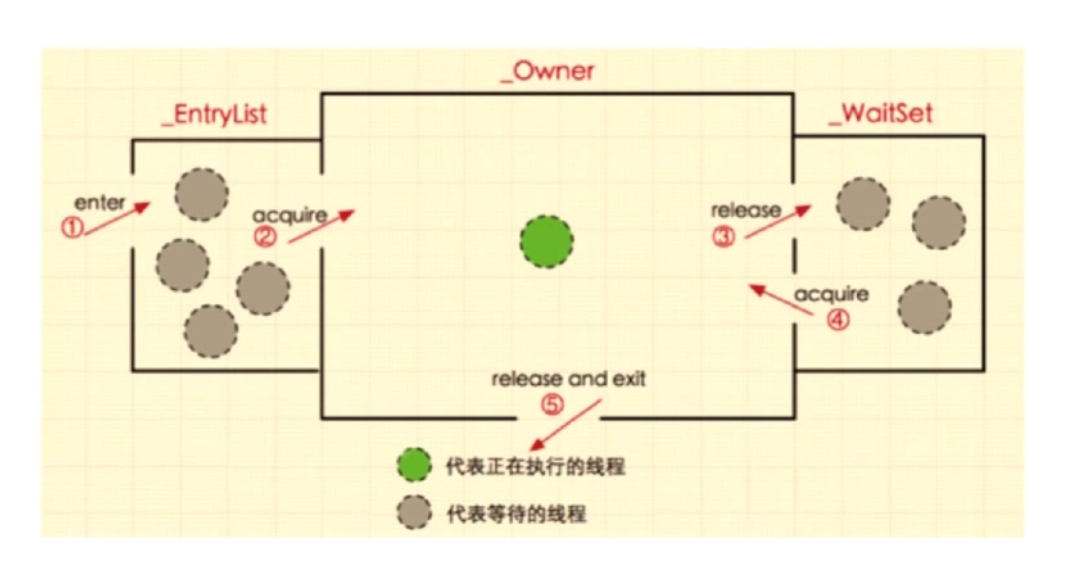 _Owner
_EntryList
_WaitSet
enter
①
acquire
②
release
③
acquire
④
release and exit
⑤
代表正在执行的线程
代表等待的线程